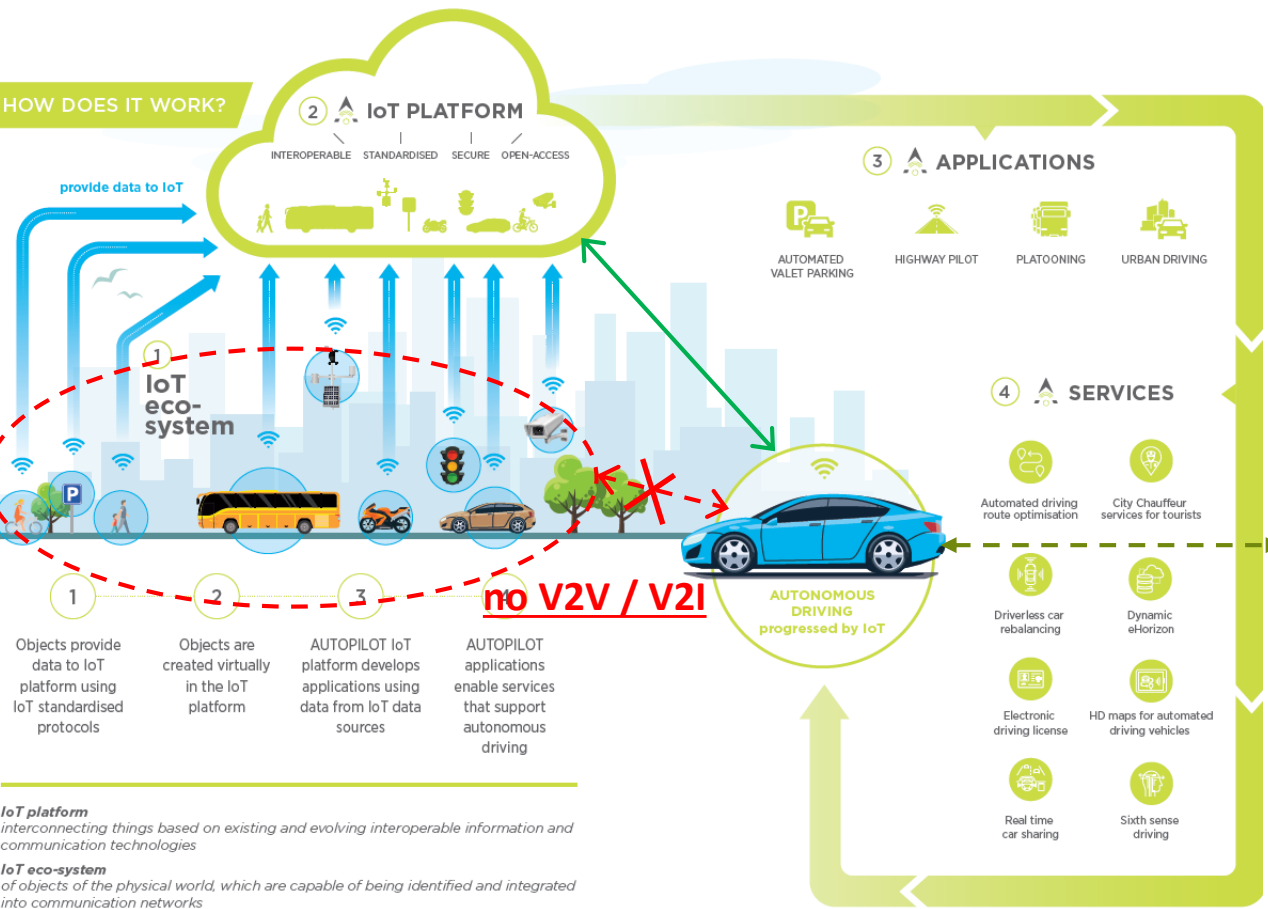 HOW DOES IT WORK?
2 IoT PLATFORM
INTEROPERABLE STANDARDISED SECURE OPEN-ACCESS
provide data to IoT
3 APPLICATIONS
P
AUTOMATED
VALET PARKING
HIGHWAY PILOT
PLATOONING
URBAN DRIVING
1
IoT
eco-
system
P
4 SERVICES
Automated driving
route optimisation
City Chauffeur
services for tourists
Driverless car
rebalancing
Dynamic
eHorizon
Electronic
driving license
HD maps for automated
driving vehicles
Real time
car sharing
Sixth sense
driving
no V2V / V2I
AUTONOMOUS
DRIVING
progressed by IoT
1
Objects provide
data to IoT
platform using
IoT standardised
protocols
2
Objects are
created virtually
in the IoT
platform
3
AUTOPILOT IoT
platform develops
applications using
data from IoT data
sources
4
AUTOPILOT
applications
enable services
that support
autonomous
driving
IoT platform
interconnecting things based on existing and evolving interoperable information and
communication technologies
IoT eco-system
of objects of the physical world, which are capable of being identified and integrated
into communication networks